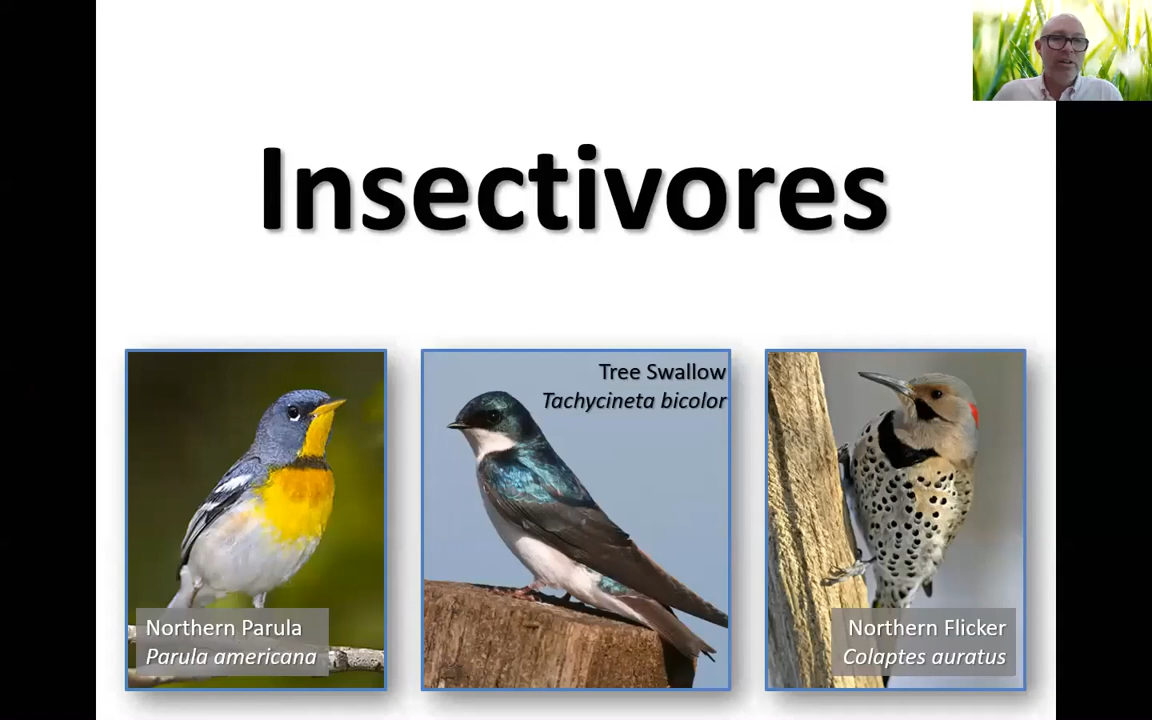 Insectivores
Northern Parula
Parula americana
Tree Swallow
Tachycineta bicolor
Northern Flicker
Colaptes auratus